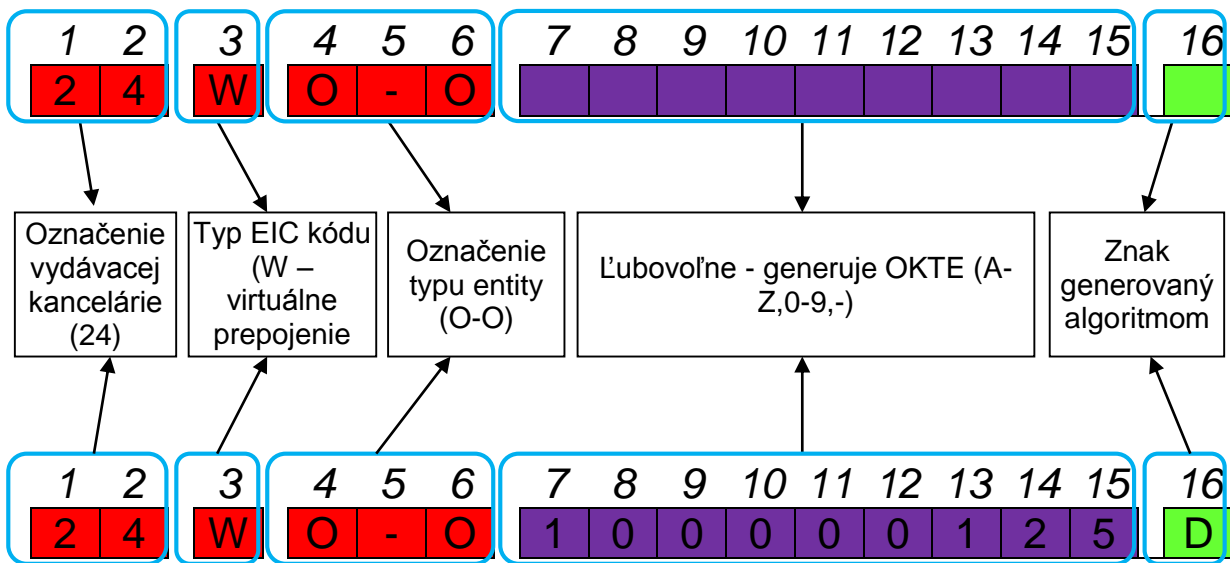 1 2 3 4 5 6 7 8 9 10 11 12 13 14 15 16
2 4 W O - O
Označenie
vydávacej
kancelárie
(24)
Typ EIC kódu
(W –
virtuálne
prepojenie
Označenie
typu entity
(O-O)
Ľubovoľne - generuje OKTE (A-
Z,0-9,-)
Znak
generovaný
algoritmom
1 2 3 4 5 6 7 8 9 10 11 12 13 14 15 16
2 4 W O - O 1 0 0 0 0 0 1 2 5 D